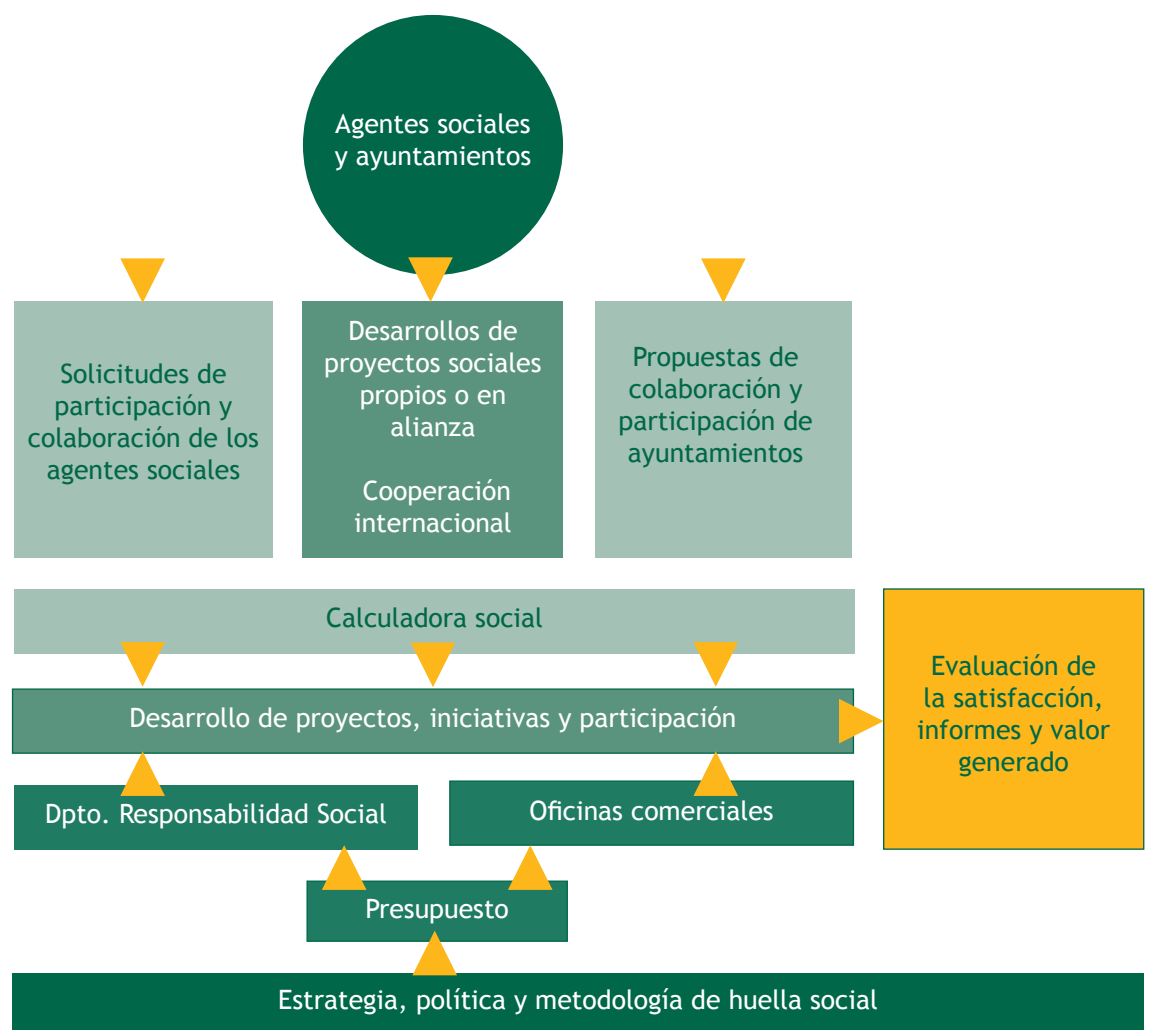 Agentes sociales
y ayuntamientos
Solicitudes de
participación y
colaboración de los
agentes sociales
Desarrollos de
proyectos sociales
propios o en
alianza
Cooperación
internacional
Propuestas de
colaboración y
participación de
ayuntamientos
Calculadora social
Desarrollo de proyectos, iniciativas y participación
Evaluación de
la satisfacción,
informes y valor
generado
Dpto. Responsabilidad Social
Oficinas comerciales
Presupuesto
Estrategia, política y metodología de huella social